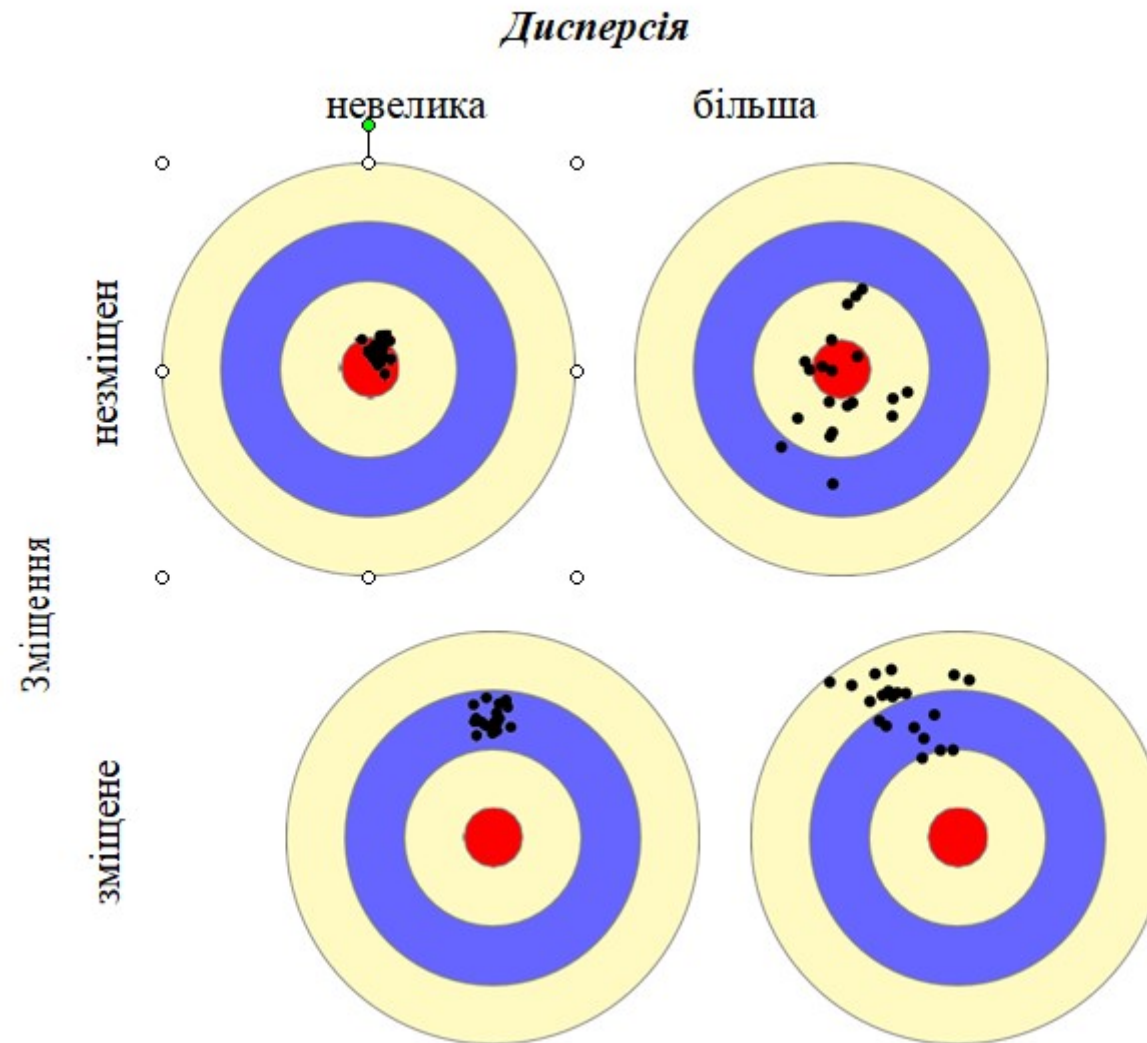 Дисперсія
невелика
більша
незміщен
Зміщення
зміщене